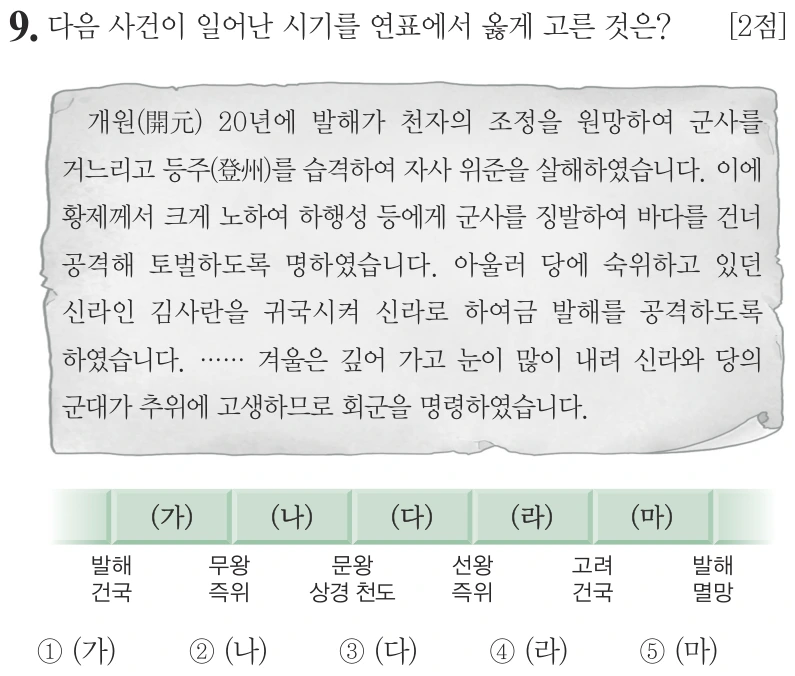 9. 다음 사건이 일어난 시기를 연표에서 옳게 고른 것은? [2점]
개원(開元) 20년에 발해가 천자의 조정을 원망하여 군사를
거느리고 등주(登州)를 습격하여 자사 위준을 살해하였습니다. 이에
황제께서 크게 노하여 하행성 등에게 군사를 징발하여 바다를 건너
공격해 토벌하도록 명하였습니다. 아울러 당에 숙위하고 있던
신라인 김사란을 귀국시켜 신라로 하여금 발해를 공격하도록
하였습니다. …… 겨울은 깊어 가고 눈이 많이 내려 신라와 당의
군대가 추위에 고생하므로 회군을 명령하였습니다.
(가) (나) (다) (라) (마)
발해 무왕 문왕 선왕 고려 발해
건국 즉위 상경 천도 즉위 건국 멸망
① (가) ② (나) ③ (다) ④ (라) ⑤ (마)